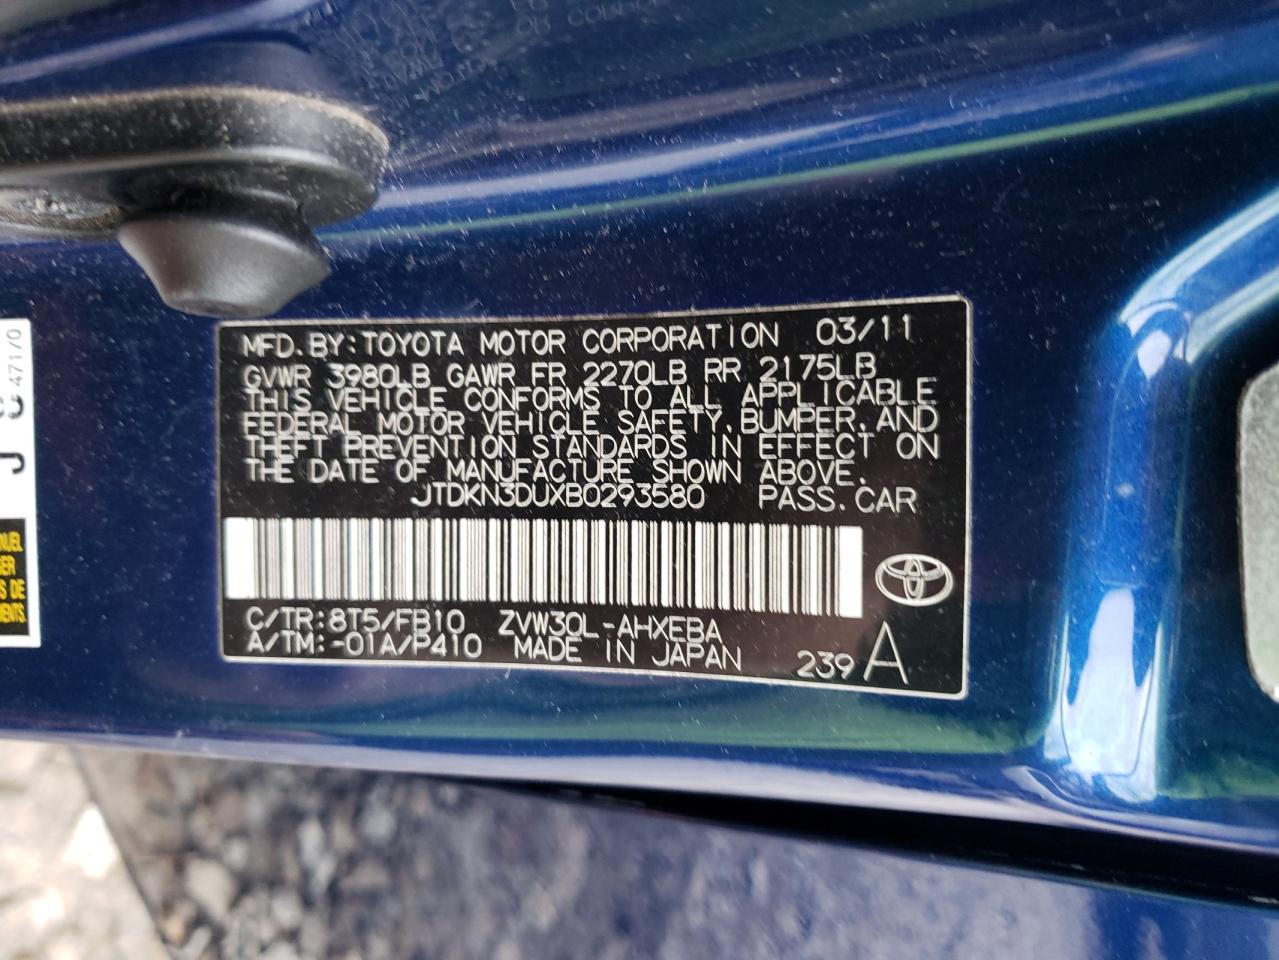 MFD. BY: TOYOTA MOTOR CORPORATION 03/11
GVWR 3980LB GAWR FR 2270LB RR 2175LB
THIS VEHICLE CONFORMS TO ALL APPLICABLE
FEDERAL MOTOR VEHICLE SAFETY, BUMPER, AND
THEFT PREVENTION STANDARDS IN EFFECT ON
THE DATE OF MANUFACTURE SHOWN ABOVE.
JTDKN3DUXB0293580 PASS. CAR
C/TR: 8T5/FB10 ZVW30L-AHXEBA
A/TM: -01A/P410 MADE IN JAPAN
239 A
47170
J
S DE